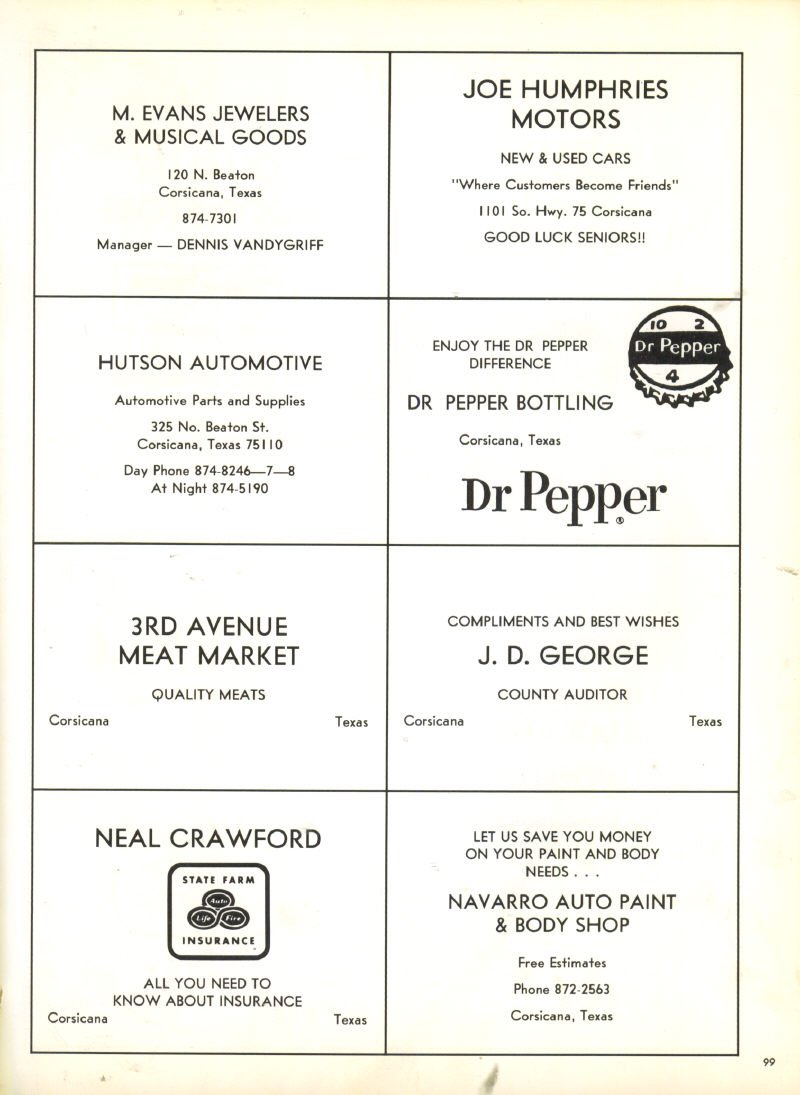 M. EVANS JEWELERS
& MUSICAL GOODS
120 N. Beaton
Corsicana, Texas
874-7301
Manager — DENNIS VANDYGRIFF
JOE HUMPHRIES
MOTORS
NEW & USED CARS
"Where Customers Become Friends"
1101 So. Hwy. 75 Corsicana
GOOD LUCK SENIORS!!
HUTSON AUTOMOTIVE
Automotive Parts and Supplies
325 No. Beaton St.
Corsicana, Texas 75110
Day Phone 874-8246—7—8
At Night 874-5190
ENJOY THE DR PEPPER
DIFFERENCE
DR PEPPER BOTTLING
Corsicana, Texas
10 2
Dr Pepper
4
Dr Pepper
®
3RD AVENUE
MEAT MARKET
QUALITY MEATS
Corsicana Texas
COMPLIMENTS AND BEST WISHES
J. D. GEORGE
COUNTY AUDITOR
Corsicana Texas
NEAL CRAWFORD
STATE FARM
Auto
Life Fire
INSURANCE
ALL YOU NEED TO
KNOW ABOUT INSURANCE
Corsicana Texas
LET US SAVE YOU MONEY
ON YOUR PAINT AND BODY
NEEDS . . .
NAVARRO AUTO PAINT
& BODY SHOP
Free Estimates
Phone 872-2563
Corsicana, Texas
99